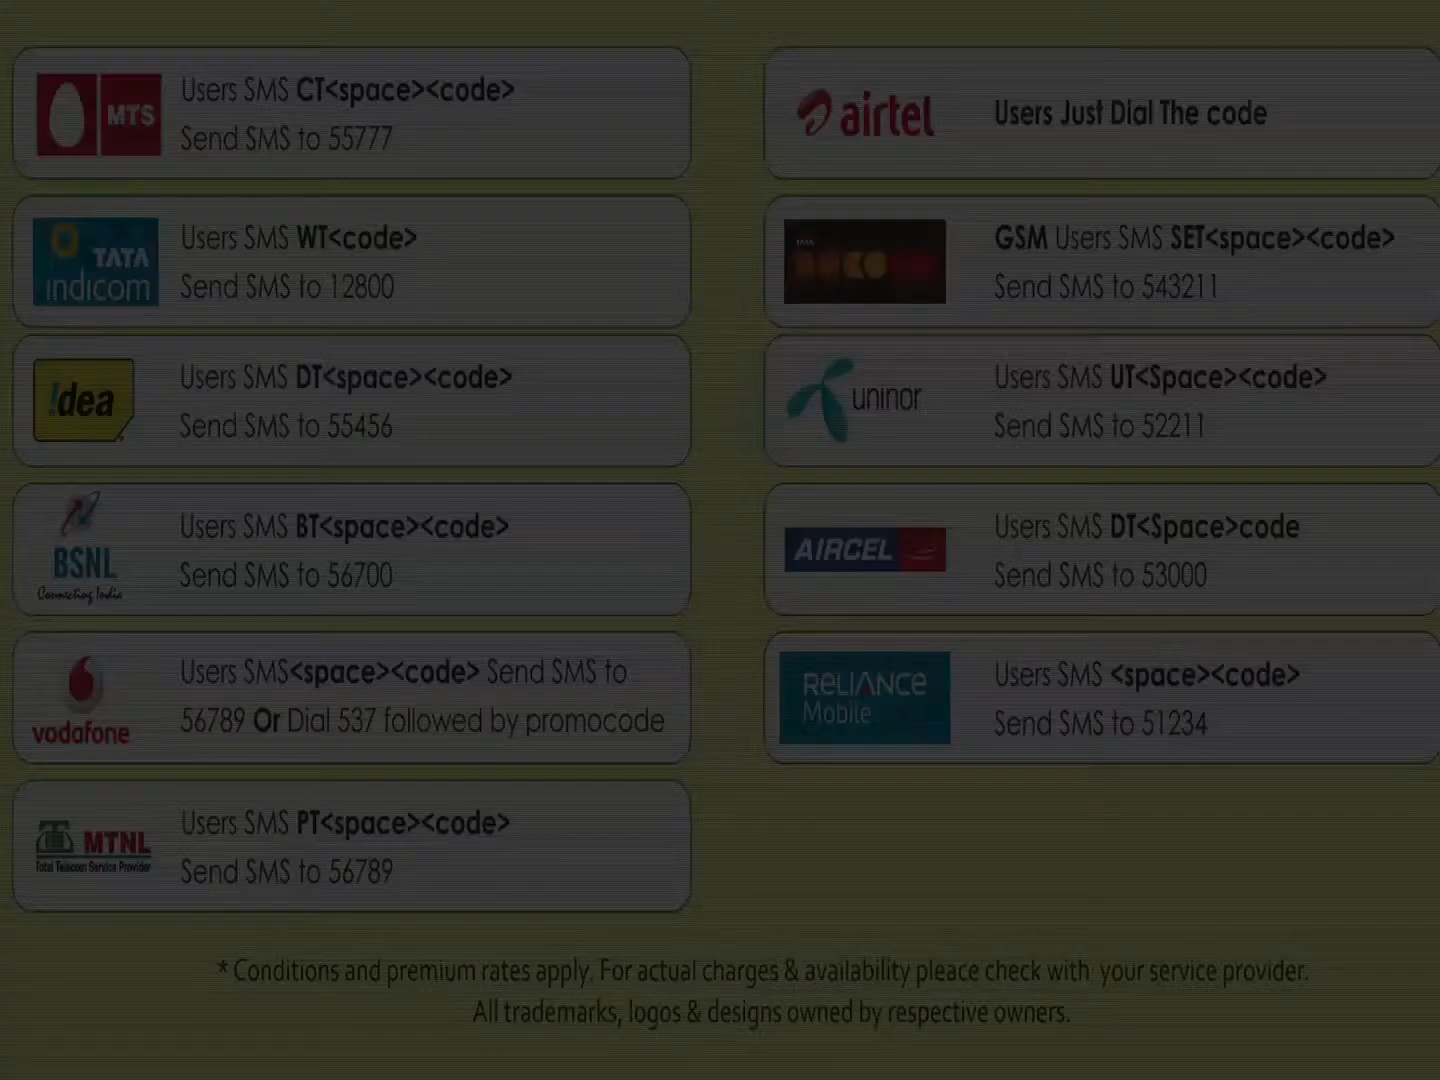 MTS
Users SMS CT<space><code>
Send SMS to 55777
airtel
Users Just Dial The code
TATA
indicom
Users SMS WT<code>
Send SMS to 12800
TATA
GSM Users SMS SET<space><code>
Send SMS to 543211
!dea
Users SMS DT<space><code>
Send SMS to 55456
uninor
Users SMS UT<Space><code>
Send SMS to 52211
BSNL
Connecting India
Users SMS BT<space><code>
Send SMS to 56700
AIRCEL
Users SMS DT<Space>code
Send SMS to 53000
vodafone
Users SMS<space><code> Send SMS to
56789 Or Dial 537 followed by promocode
RELIANCe
Mobile
Users SMS <space><code>
Send SMS to 51234
MTNL
Total Telecom Service Provider
Users SMS PT<space><code>
Send SMS to 56789
* Conditions and premium rates apply. For actual charges & availability pleace check with your service provider.
All trademarks, logos & designs owned by respective owners.